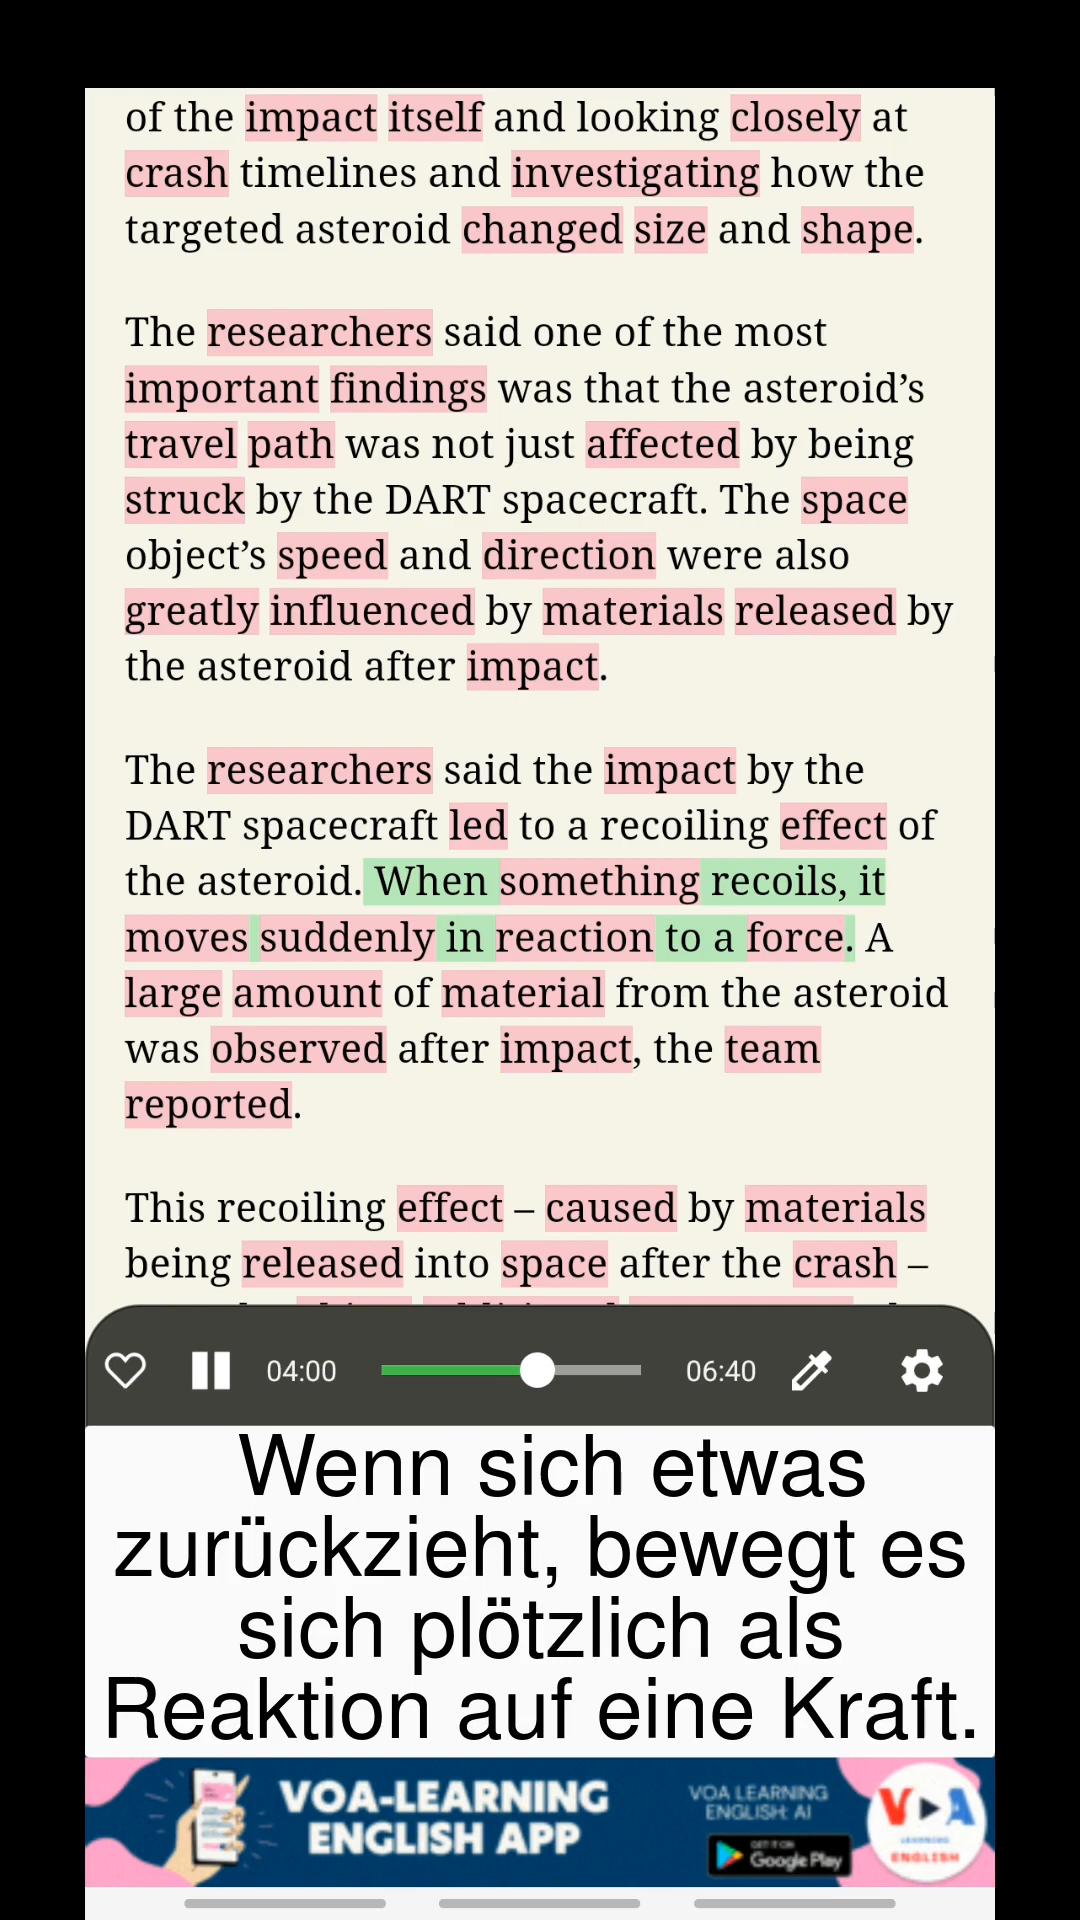 of the impact itself and looking closely at
crash timelines and investigating how the
targeted asteroid changed size and shape.
The researchers said one of the most
important findings was that the asteroid’s
travel path was not just affected by being
struck by the DART spacecraft. The space
object’s speed and direction were also
greatly influenced by materials released by
the asteroid after impact.
The researchers said the impact by the
DART spacecraft led to a recoiling effect of
the asteroid. When something recoils, it
moves suddenly in reaction to a force. A
large amount of material from the asteroid
was observed after impact, the team
reported.
This recoiling effect – caused by materials
being released into space after the crash –
04:00
06:40
Wenn sich etwas
zurückzieht, bewegt es
sich plötzlich als
Reaktion auf eine Kraft.
VOA-LEARNING
ENGLISH APP
VOA LEARNING
ENGLISH: AI
GET IT ON
Google Play
VOA
LEARNING
ENGLISH